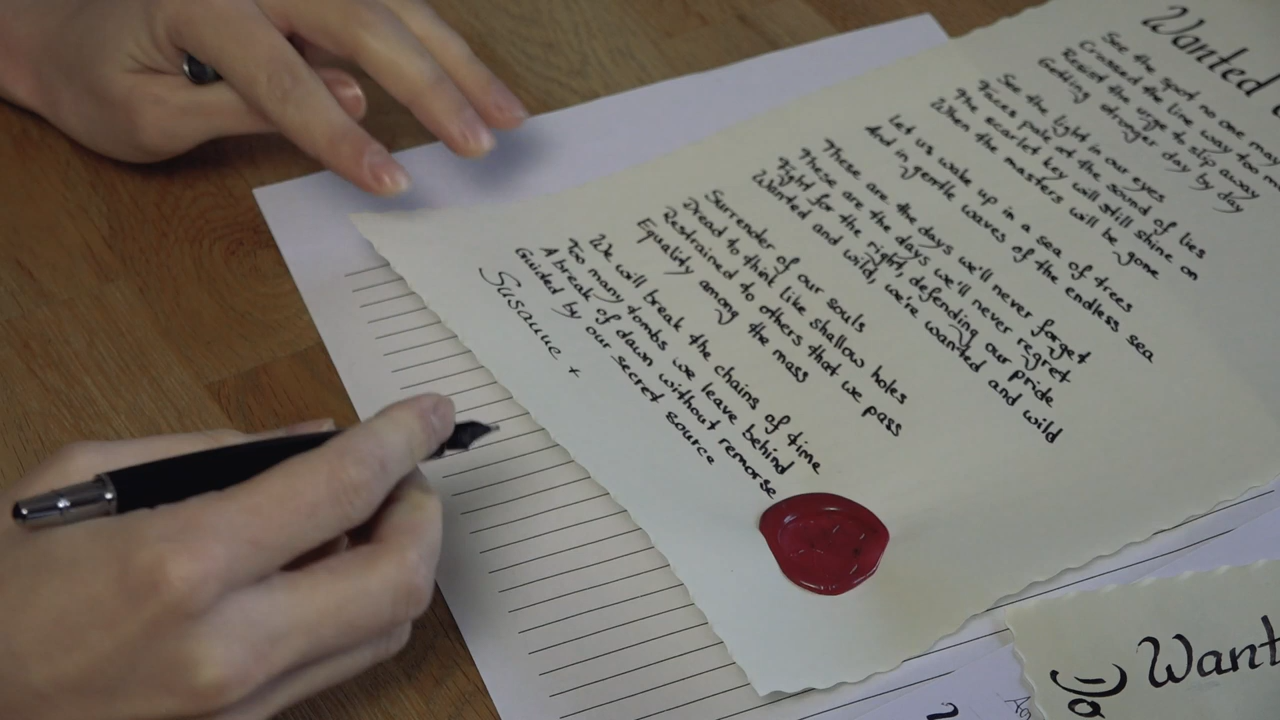 Wanted
See the spot no one may
Crossed the line way too
Resist the urge to slip away
Getting stronger day by day
See the light in our eyes
Faces pale at the sound of lies
The scarlet key will still shine on
When the masters will be gone
Let us wake up in a sea of trees
And in gentle waves of the endless sea
These are the days we'll never forget
These are the days we'll never regret
Fight for the right, defending our pride
Wanted and wild, we're wanted and wild
Surrender of our souls
Dread to think like shallow holes
Restrained to others that we pass
Equality among the mass
We will break the chains of time
Too many tombs we leave behind
A break of dawn without remorse
Guided by our secret source
Susanne +
Want